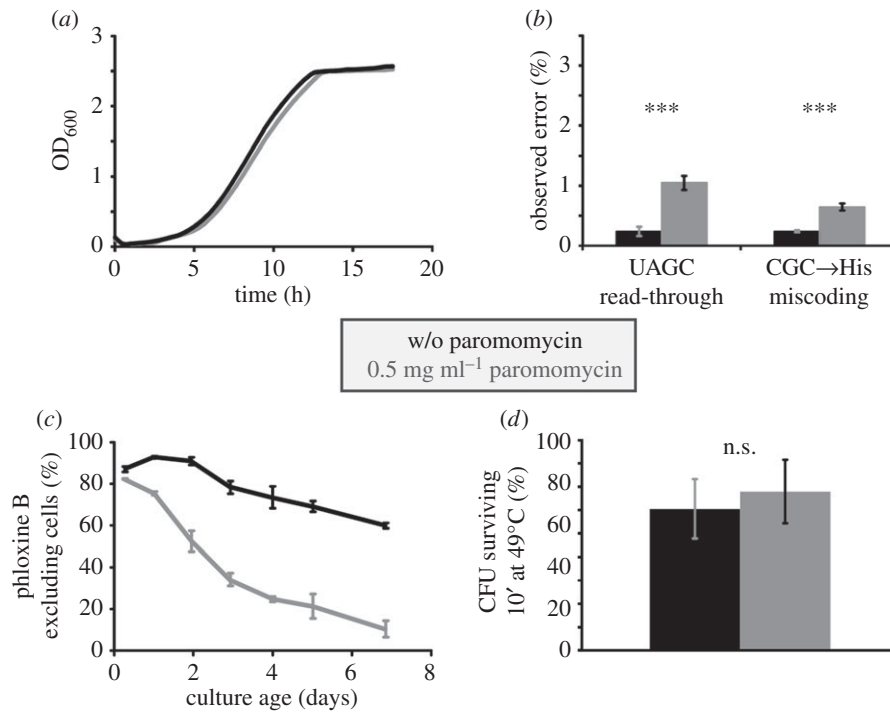 (a)
3
2
1
0
OD600
0 5 10 15 20
time (h)
(b)
3
2
1
0
observed error (%)
*** ***
UAGC
read-through
CGC→His
miscoding
w/o paromomycin
0.5 mg ml–1 paromomycin
(c)
100
80
60
40
20
0
phloxine B
excluding cells (%)
0 2 4 6 8
culture age (days)
(d)
100
80
60
40
20
0
CFU surviving
10′ at 49°C (%)
n.s.